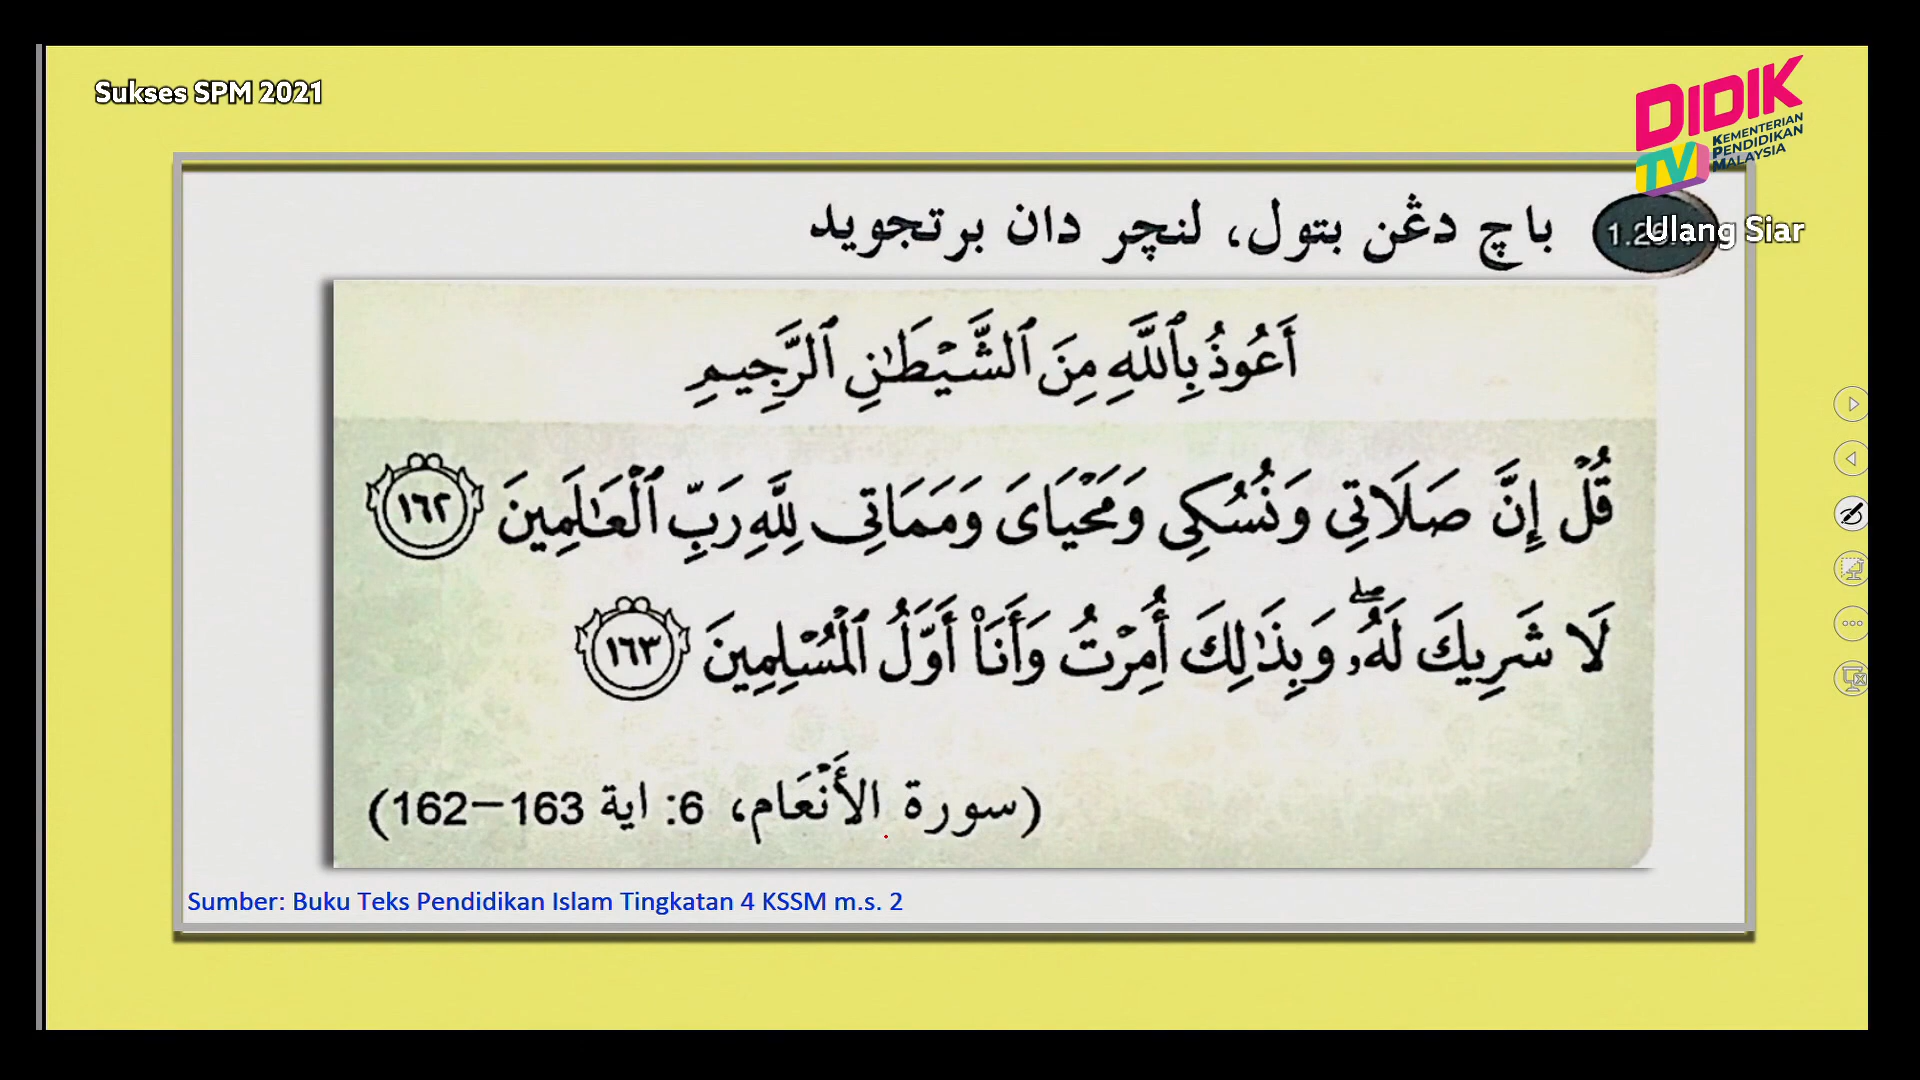 Sukses SPM 2021
DIDIK
TV
KEMENTERIAN
PENDIDIKAN
MALAYSIA
Ulang Siar
باچ دڠن بتول، لنچر دان برتجويد
أَعُوذُ بِٱللَّهِ مِنَ ٱلشَّيْطَـٰنِ ٱلرَّجِيمِ
قُلْ إِنَّ صَلَاتِى وَنُسُكِى وَمَحْيَاىَ وَمَمَاتِى لِلَّهِ رَبِّ ٱلْعَـٰلَمِينَ ١٦٢
لَا شَرِيكَ لَهُۥۖ وَبِذَٰلِكَ أُمِرْتُ وَأَنَا۠ أَوَّلُ ٱلْمُسْلِمِينَ ١٦٣
(سورة الأَنْعَام، 6: اية 162–163)
Sumber: Buku Teks Pendidikan Islam Tingkatan 4 KSSM m.s. 2